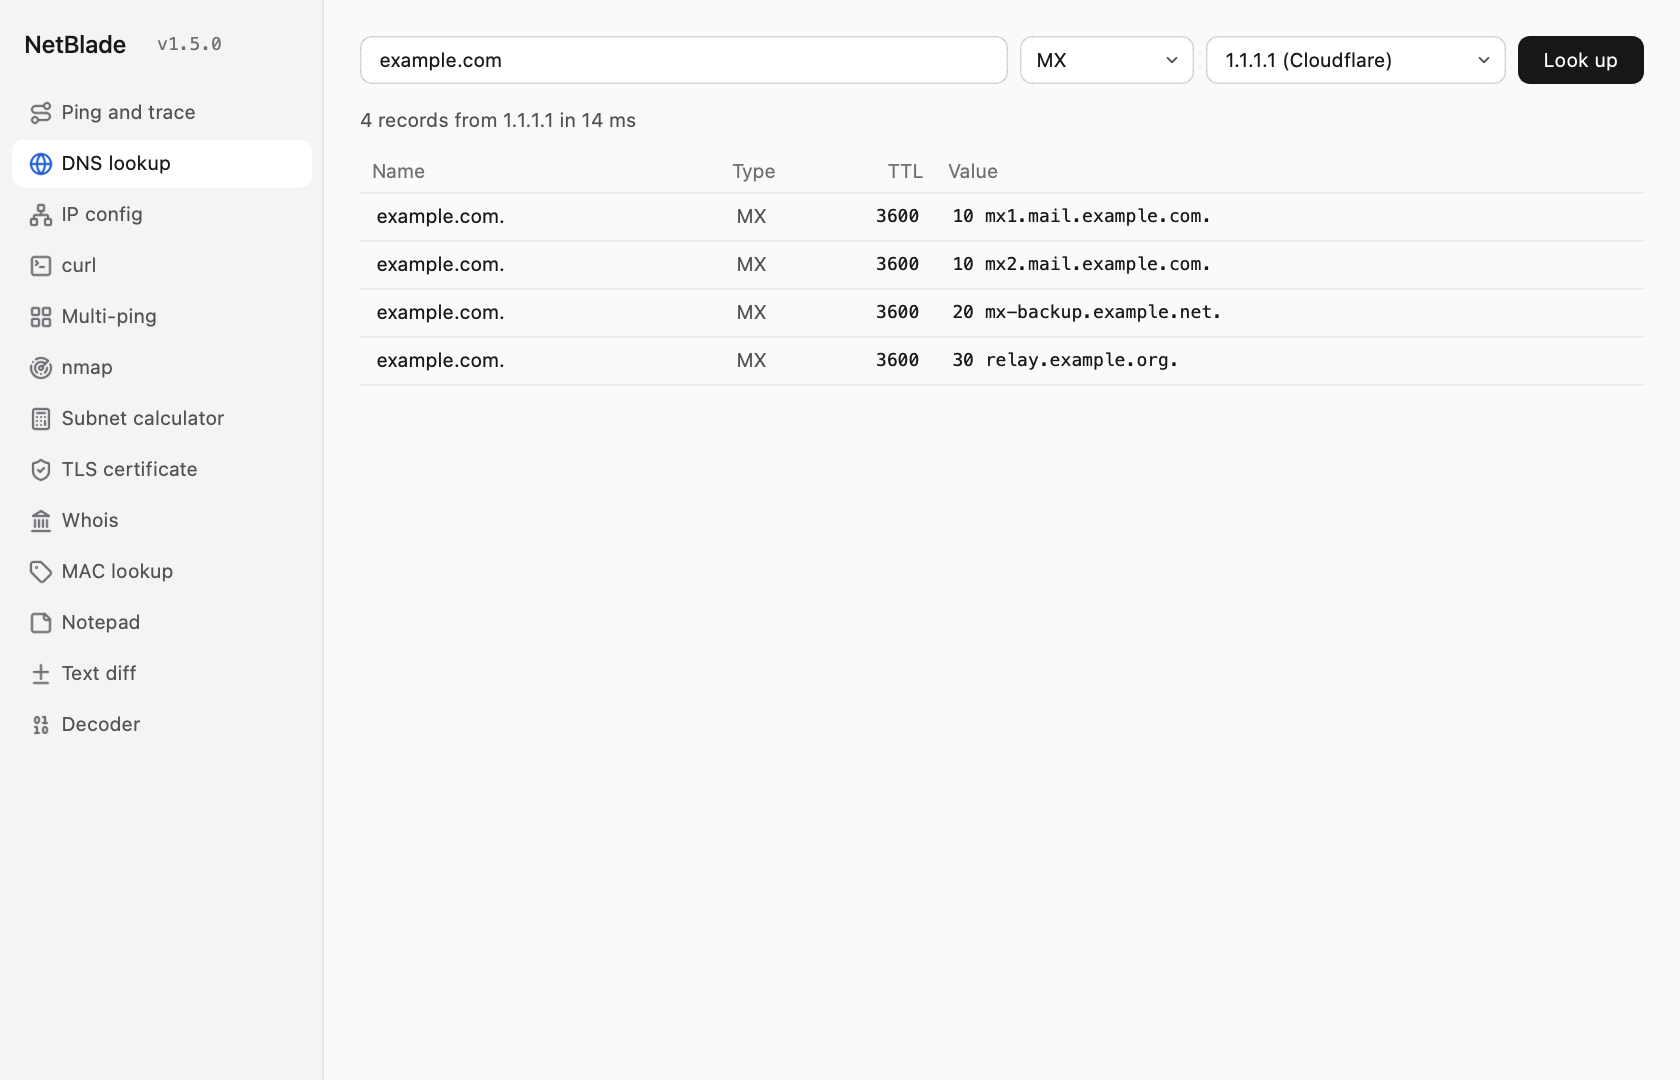 NetBlade v1.5.0
Ping and trace
DNS lookup
IP config
curl
Multi-ping
nmap
Subnet calculator
TLS certificate
Whois
MAC lookup
Notepad
Text diff
Decoder
example.com MX 1.1.1.1 (Cloudflare) Look up
4 records from 1.1.1.1 in 14 ms
Name Type TTL Value
example.com. MX 3600 10 mx1.mail.example.com.
example.com. MX 3600 10 mx2.mail.example.com.
example.com. MX 3600 20 mx-backup.example.net.
example.com. MX 3600 30 relay.example.org.